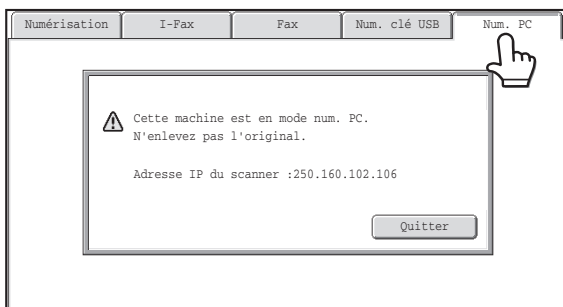 Numérisation
I-Fax
Fax
Num. clé USB
Num. PC
Cette machine est en mode num. PC.
N'enlevez pas l'original.
Adresse IP du scanner :250.160.102.106
Quitter